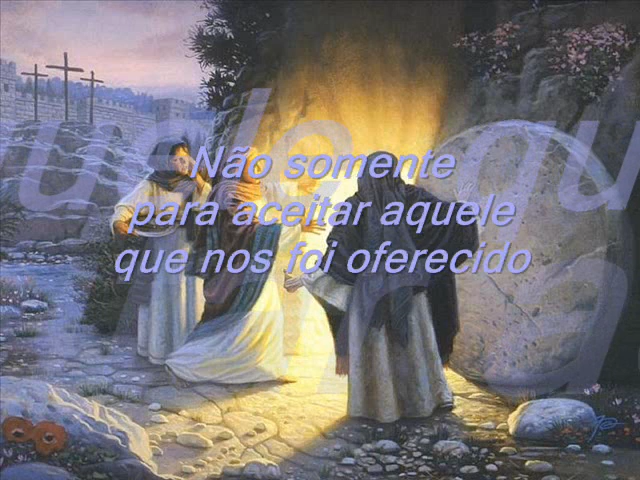 Não somente
para aceitar aquele
que nos foi oferecido